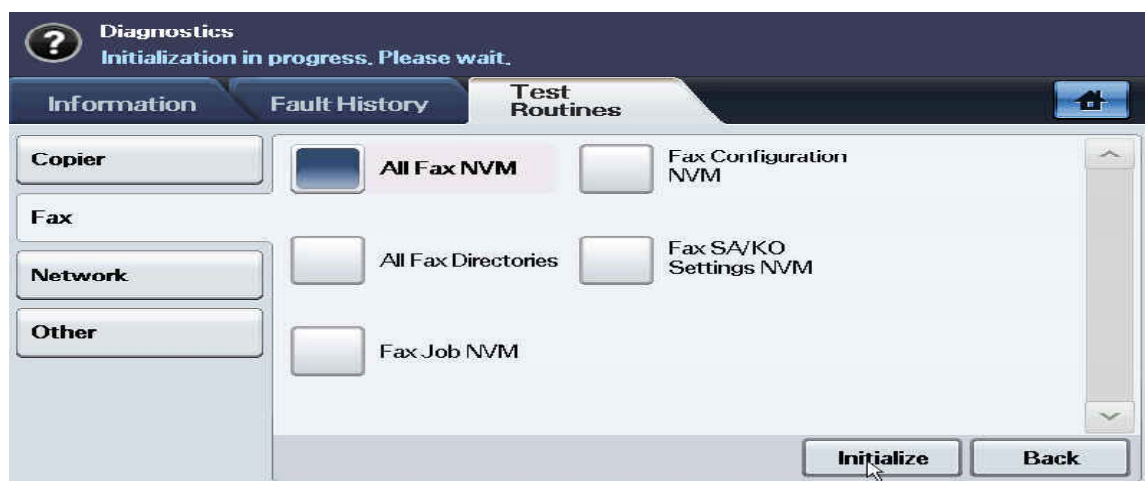 Diagnostics
Initialization in progress. Please wait.
Information
Fault History
Test
Routines
Copier
Fax
Network
Other
All Fax NVM
Fax Configuration
NVM
All Fax Directories
Fax SA/KO
Settings NVM
Fax Job NVM
Initialize
Back